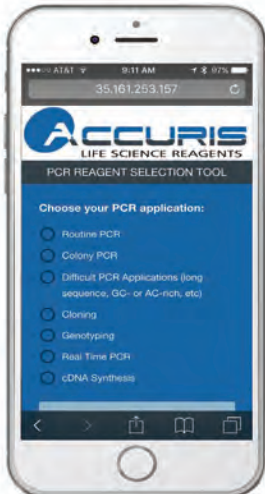 AT&T 9:11 AM 97%
35.161.253.157
ACCURIS
LIFE SCIENCE REAGENTS
PCR REAGENT SELECTION TOOL
Choose your PCR application:
Routine PCR
Colony PCR
Difficult PCR Applications (long
sequence, GC- or AC-rich, etc)
Cloning
Genotyping
Real Time PCR
cDNA Synthesis